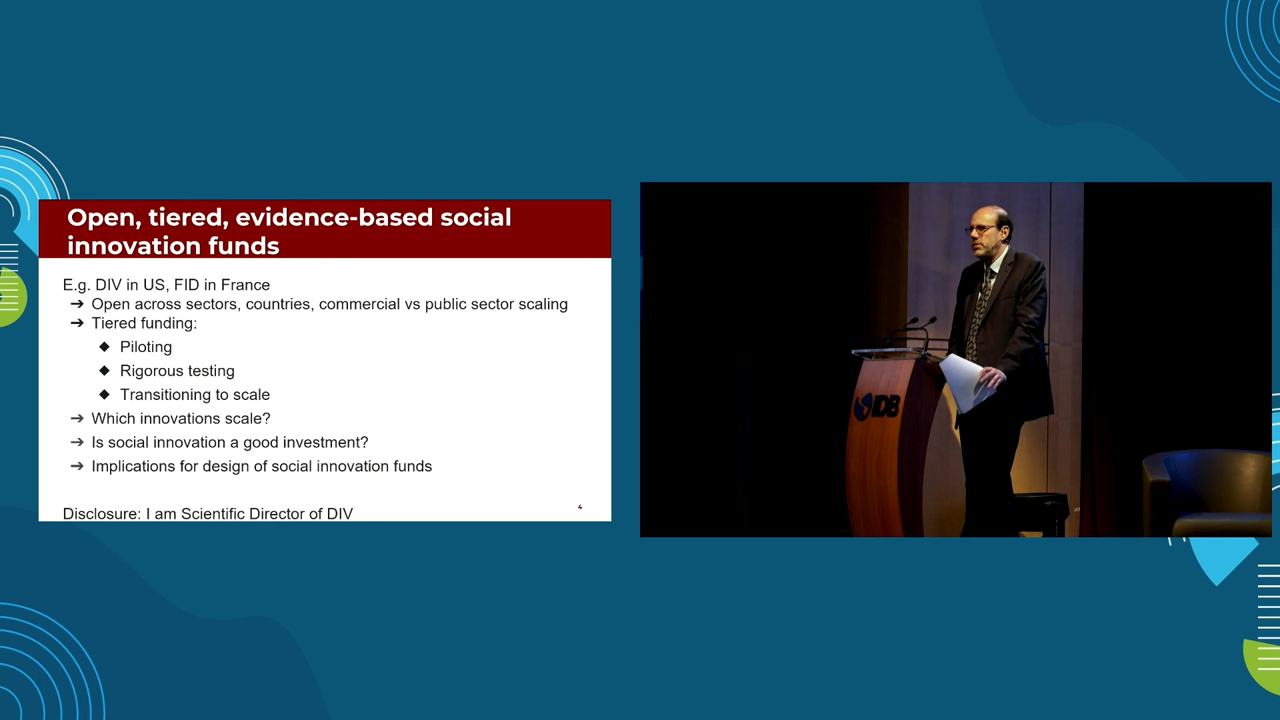 Open, tiered, evidence-based social
innovation funds
E.g. DIV in US, FID in France
➔ Open across sectors, countries, commercial vs public sector scaling
➔ Tiered funding:
◆ Piloting
◆ Rigorous testing
◆ Transitioning to scale
➔ Which innovations scale?
➔ Is social innovation a good investment?
➔ Implications for design of social innovation funds
Disclosure: I am Scientific Director of DIV
4
IDB